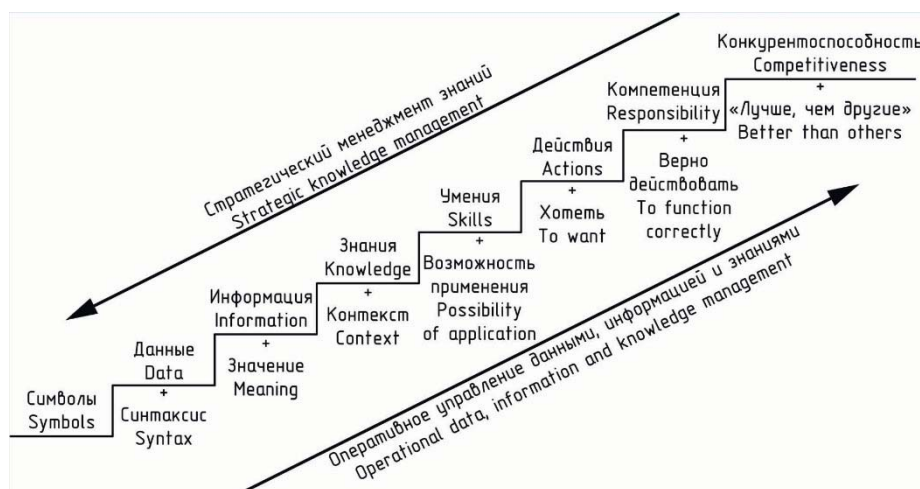 Стратегический менеджмент знаний
Strategic knowledge management
Символы
Symbols
Данные
Data
+
Синтаксис
Syntax
Информация
Information
+
Значение
Meaning
Знания
Knowledge
+
Контекст
Context
Умения
Skills
+
Возможность
применения
Possibility
of application
Действия
Actions
+
Хотеть
To want
Компетенция
Responsibility
+
Верно
действовать
To function
correctly
Конкурентоспособность
Competitiveness
+
«Лучше, чем другие»
Better than others
Оперативное управление данными, информацией и знаниями
Operational data, information and knowledge management